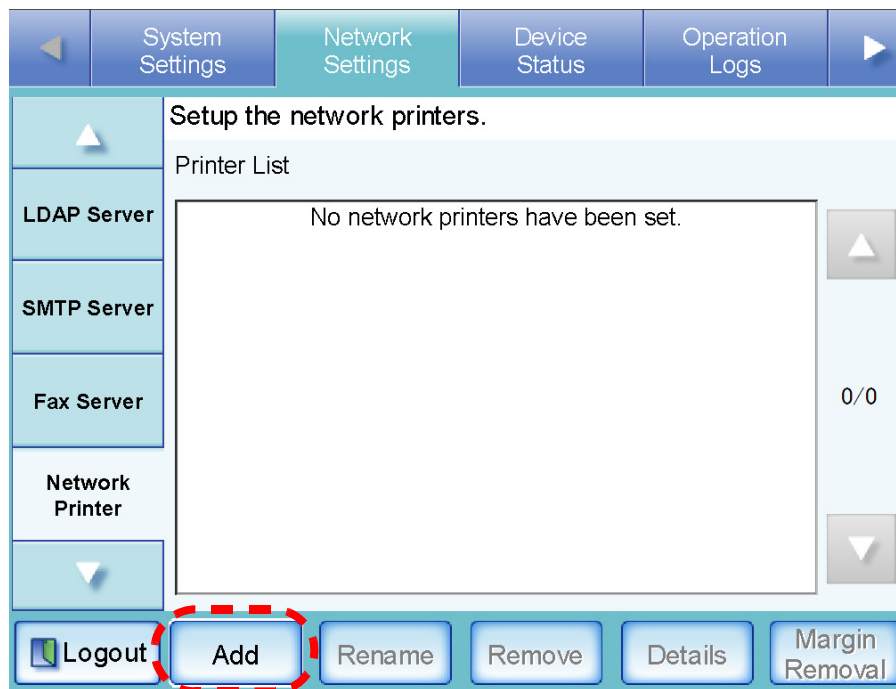 System
Settings
Network
Settings
Device
Status
Operation
Logs
Setup the network printers.
Printer List
LDAP Server
No network printers have been set.
SMTP Server
Fax Server
0/0
Network
Printer
Logout
Add
Rename
Remove
Details
Margin
Removal